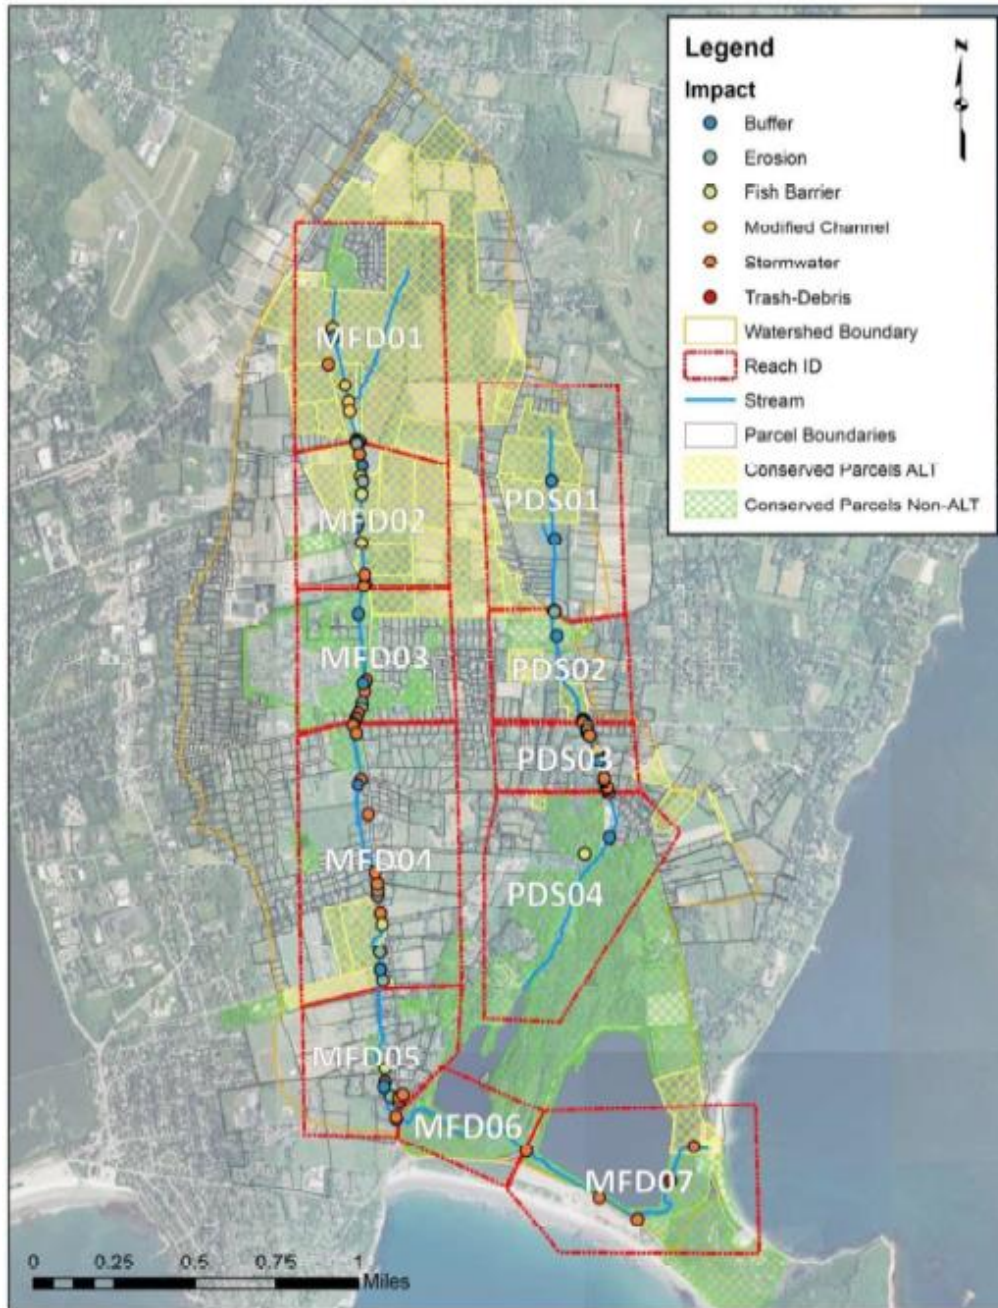 Legend
N
Impact
Buffer
Erosion
Fish Barrier
Modified Channel
Stormwater
Trash-Debris
Watershed Boundary
Reach ID
Stream
Parcel Boundaries
Conserved Parcels ALT
Conserved Parcels Non-ALT
MFD01
PDS01
MFD02
MFD03
PDS02
PDS03
MFD04
PDS04
MFD05
MFD06
MFD07
0 0.25 0.5 0.75 1
Miles